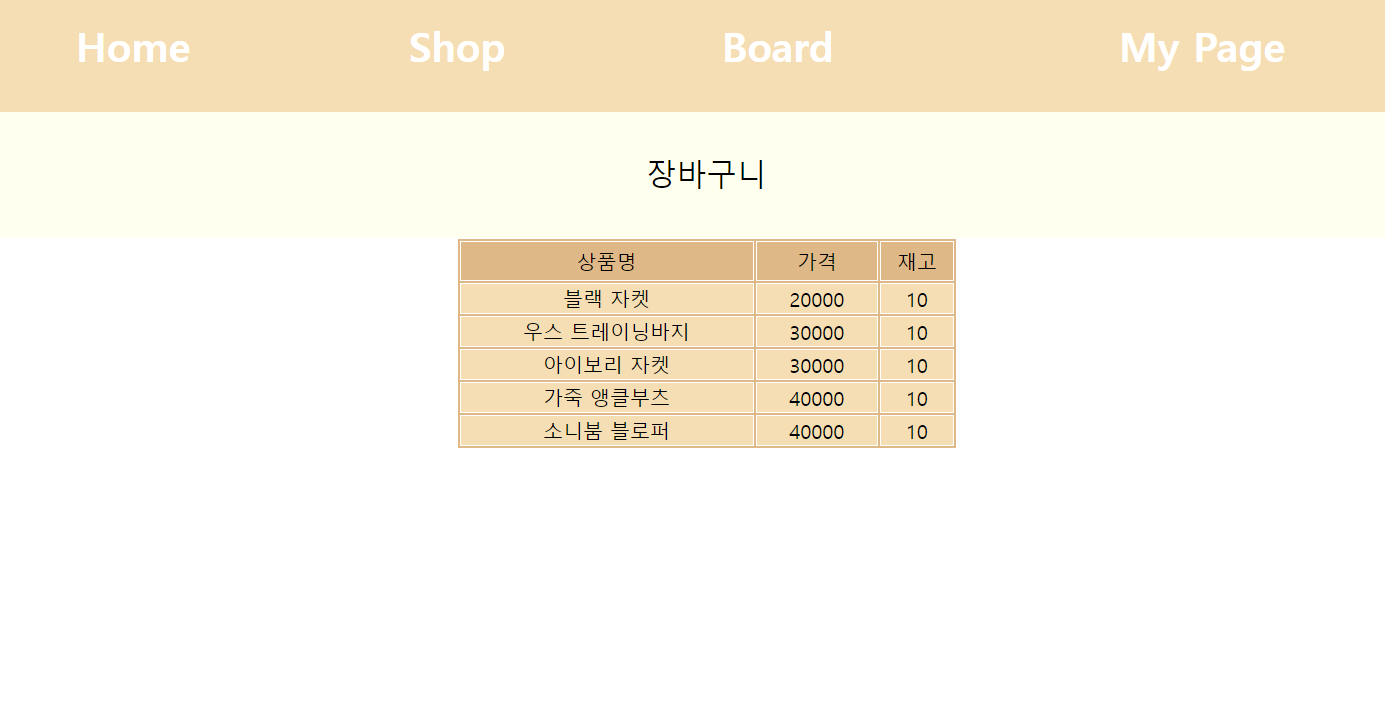 Home Shop Board My Page
장바구니
상품명 가격 재고
블랙 자켓 20000 10
우스 트레이닝바지 30000 10
아이보리 자켓 30000 10
가죽 앵클부츠 40000 10
소니붐 블로퍼 40000 10